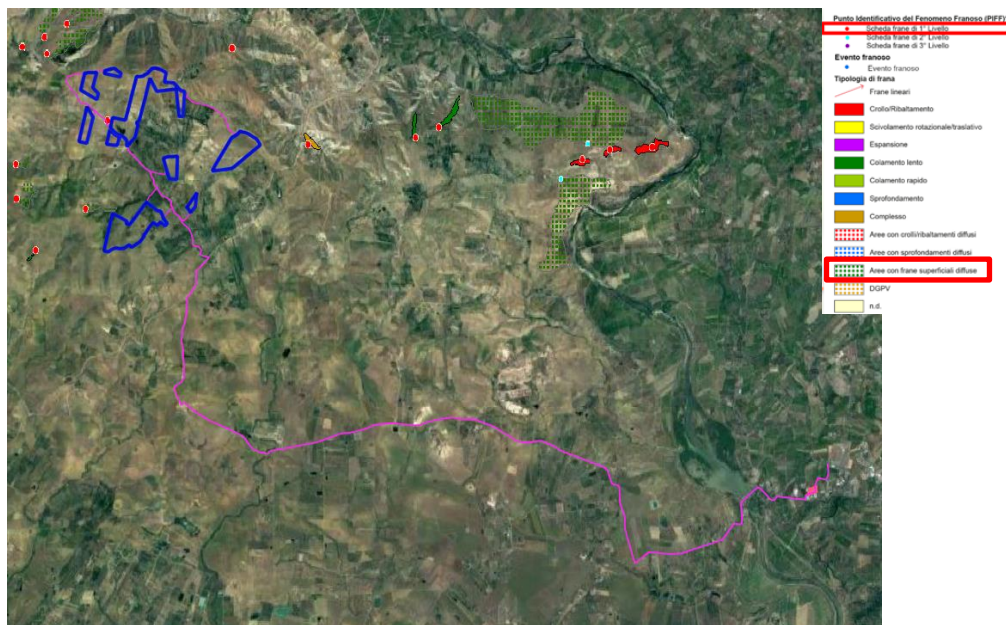 Punto Identificativo del Fenomeno Franoso (PIFF)
Scheda frane di 1° Livello
Scheda frane di 2° Livello
Scheda frane di 3° Livello
Evento franoso
Evento franoso
Tipologia di frana
Frane lineari
Crollo/Ribaltamento
Scivolamento rotazionale/traslativo
Espansione
Colamento lento
Colamento rapido
Sprofondamento
Complesso
Aree con crolli/ribaltamenti diffusi
Aree con sprofondamenti diffusi
Aree con frane superficiali diffuse
DGPV
n.d.